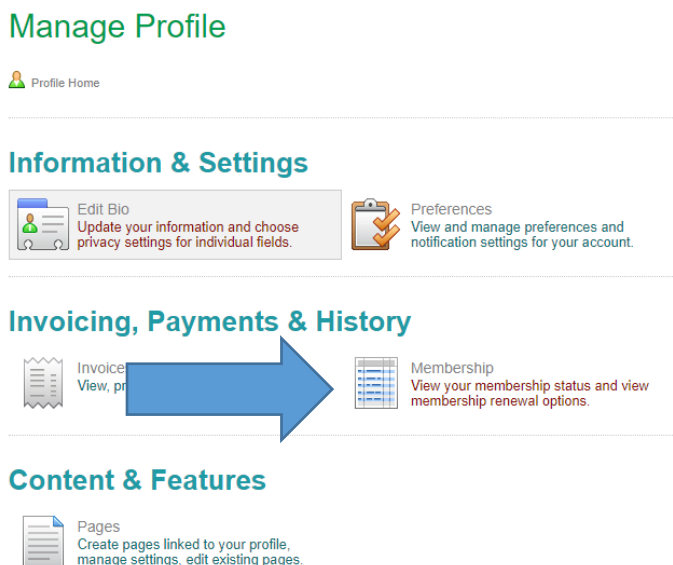 Manage Profile
Profile Home
Information & Settings
Edit Bio
Update your information and choose
privacy settings for individual fields.
Preferences
View and manage preferences and
notification settings for your account.
Invoicing, Payments & History
Invoice
View, pr
Membership
View your membership status and view
membership renewal options.
Content & Features
Pages
Create pages linked to your profile,
manage settings, edit existing pages.